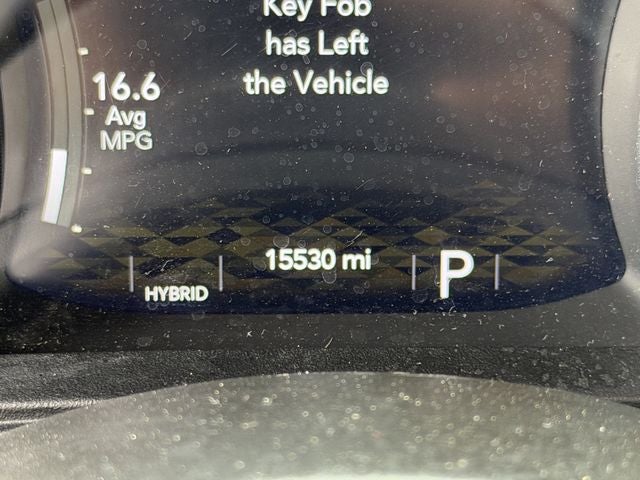 Key Fob
has Left
the Vehicle
16.6
Avg
MPG
15530 mi
HYBRID
P